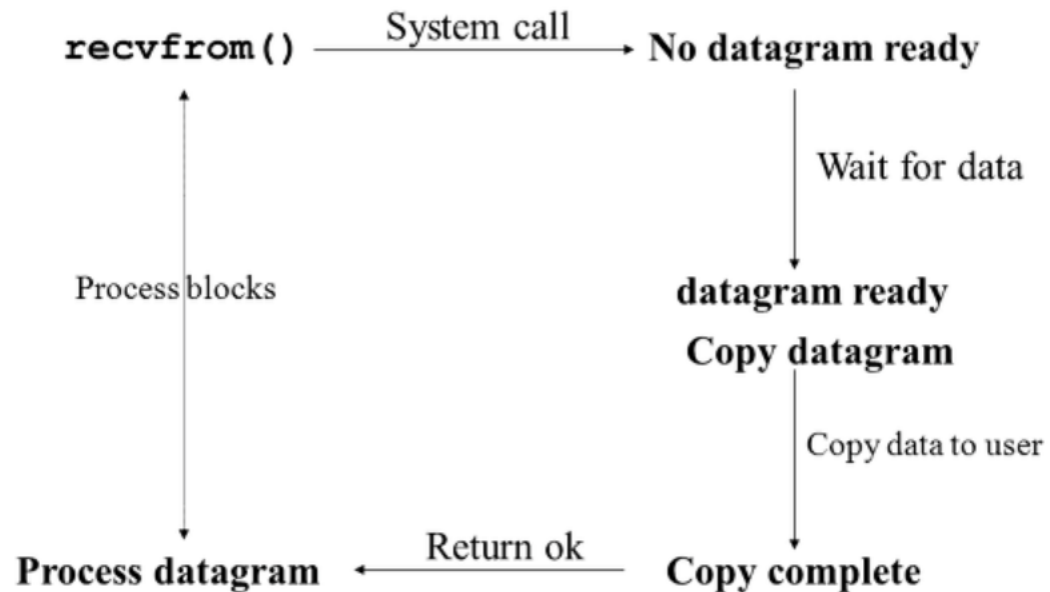 recvfrom()
System call
No datagram ready
Wait for data
Process blocks
datagram ready
Copy datagram
Copy data to user
Process datagram
Return ok
Copy complete